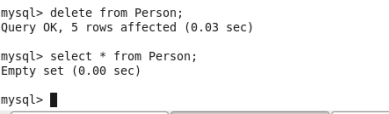 mysql> delete from Person;
Query OK, 5 rows affected (0.03 sec)
mysql> select * from Person;
Empty set (0.00 sec)
mysql>